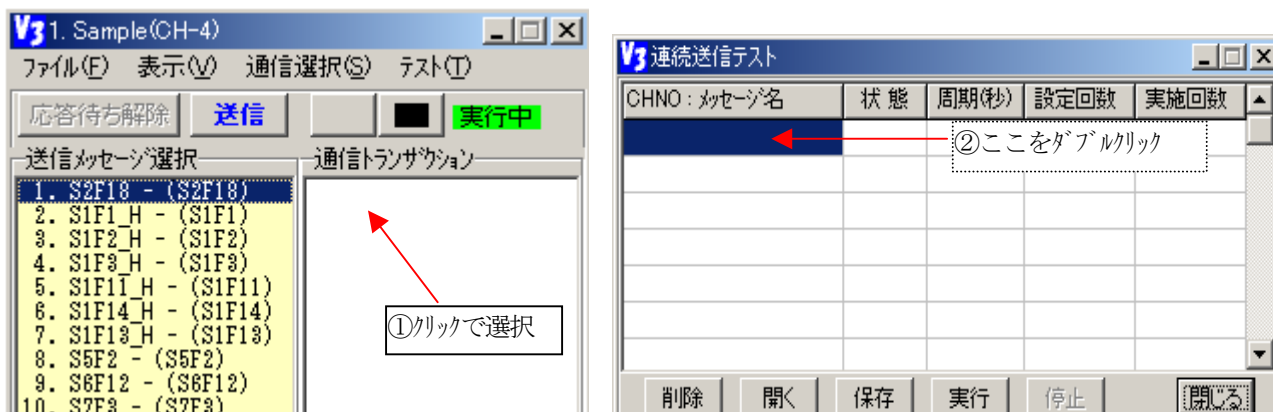 V3 1. Sample(CH-4)
ファイル(F) 表示(V) 通信選択(S) テスト(T)
応答待ち解除 送信 実行中
送信メッセージ選択 通信トランザクション
1. S2F18 - (S2F18)
2. S1F1_H - (S1F1)
3. S1F2_H - (S1F2)
4. S1F3_H - (S1F3)
5. S1F11_H - (S1F11)
6. S1F14_H - (S1F14)
7. S1F13_H - (S1F13)
8. S5F2 - (S5F2)
9. S6F12 - (S6F12)
10. S7F3 - (S7F3)
①クリックで選択
V3 連続送信テスト
CHNO : メッセージ名 状 態 周期(秒) 設定回数 実施回数
②ここをダブルクリック
削除 開く 保存 実行 停止 閉じる